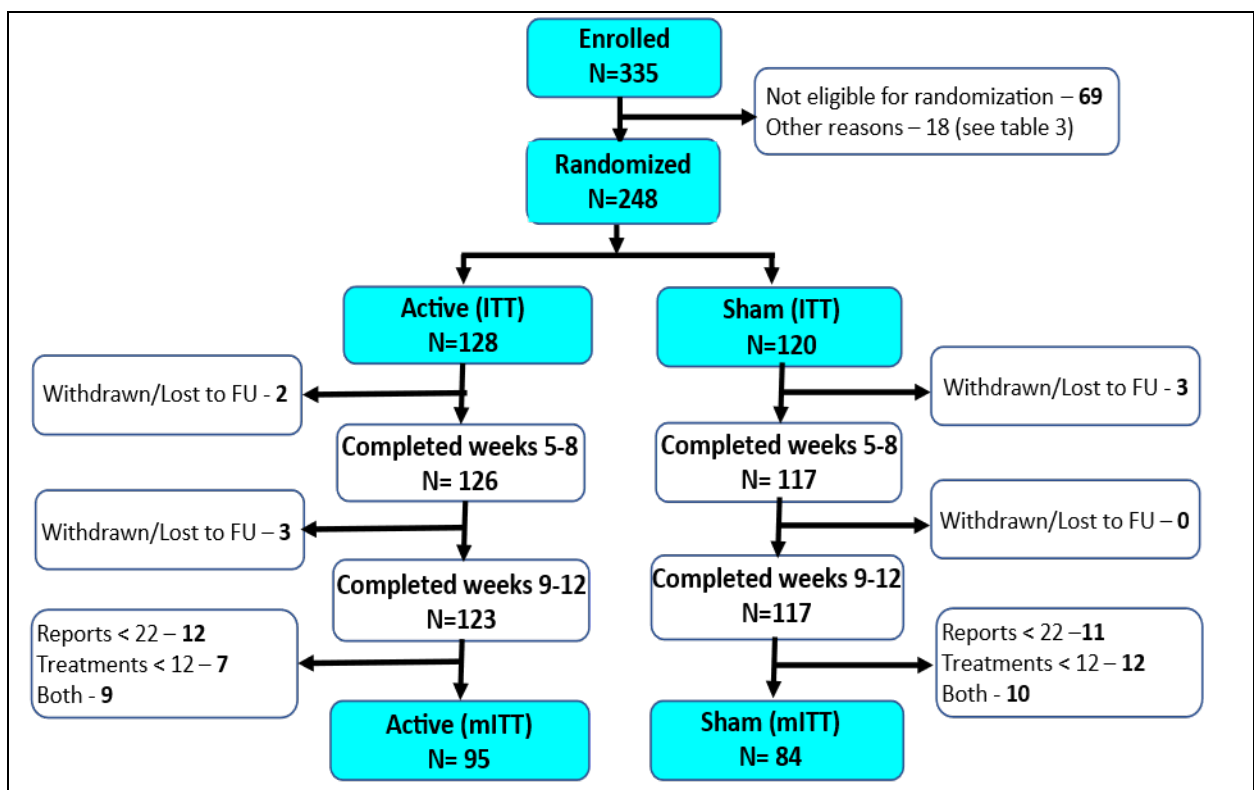 Enrolled
N=335
Not eligible for randomization – 69
Other reasons – 18 (see table 3)
Randomized
N=248
Active (ITT)
N=128
Sham (ITT)
N=120
Withdrawn/Lost to FU - 2
Withdrawn/Lost to FU - 3
Completed weeks 5-8
N= 126
Completed weeks 5-8
N=117
Withdrawn/Lost to FU – 3
Withdrawn/Lost to FU – 0
Completed weeks 9-12
N=123
Completed weeks 9-12
N=117
Reports < 22 – 12
Treatments < 12 – 7
Both - 9
Reports < 22 –11
Treatments < 12 – 12
Both - 10
Active (mITT)
N= 95
Sham (mITT)
N= 84